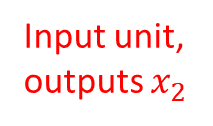 Input unit,
outputs x₂